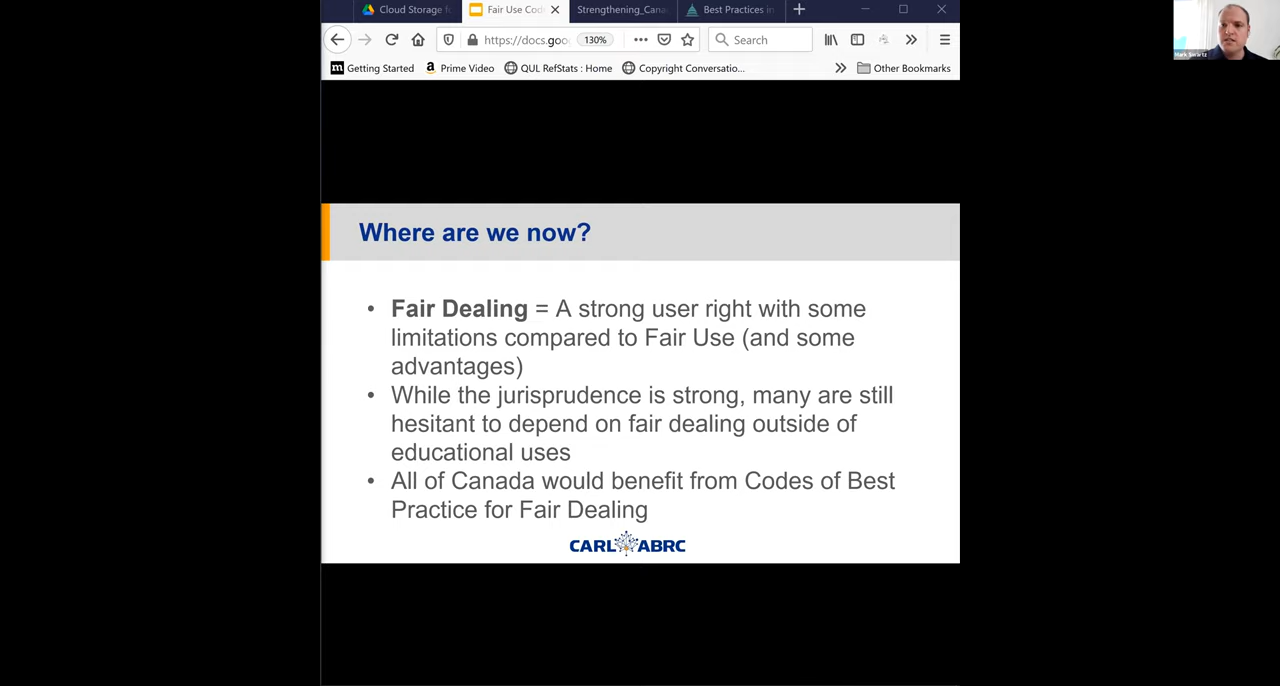 Cloud Storage fo
Fair Use Cod
Strengthening_Cana
Best Practices in
https://docs.goo
130%
Search
m Getting Started
a Prime Video
QUL RefStats : Home
Copyright Conversatio...
Other Bookmarks
Mark Swartz
Where are we now?
• Fair Dealing = A strong user right with some
limitations compared to Fair Use (and some
advantages)
• While the jurisprudence is strong, many are still
hesitant to depend on fair dealing outside of
educational uses
• All of Canada would benefit from Codes of Best
Practice for Fair Dealing
CARL ABRC